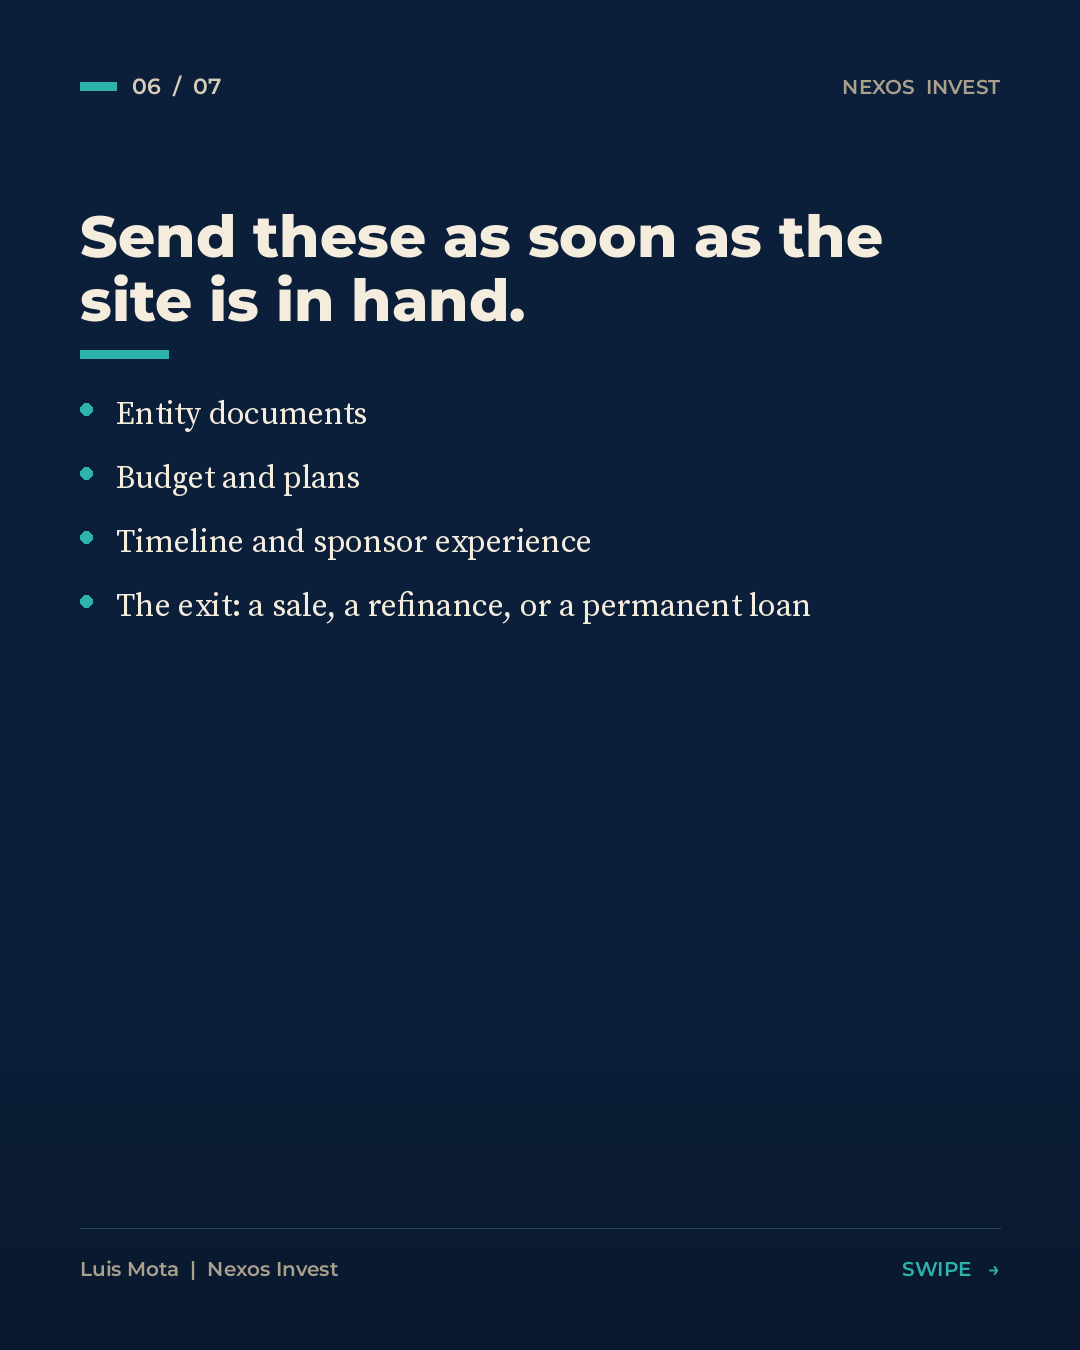 06 / 07
NEXOS INVEST
Send these as soon as the
site is in hand.
Entity documents
Budget and plans
Timeline and sponsor experience
The exit: a sale, a refinance, or a permanent loan
Luis Mota | Nexos Invest
SWIPE →